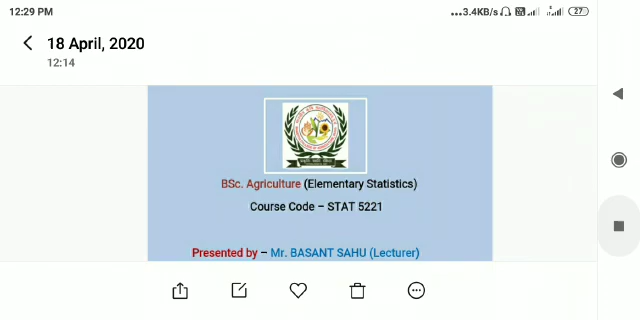 12:29 PM
...3.4KB/s
27
18 April, 2020
12:14
BSc. Agriculture (Elementary Statistics)
Course Code – STAT 5221
Presented by – Mr. BASANT SAHU (Lecturer)